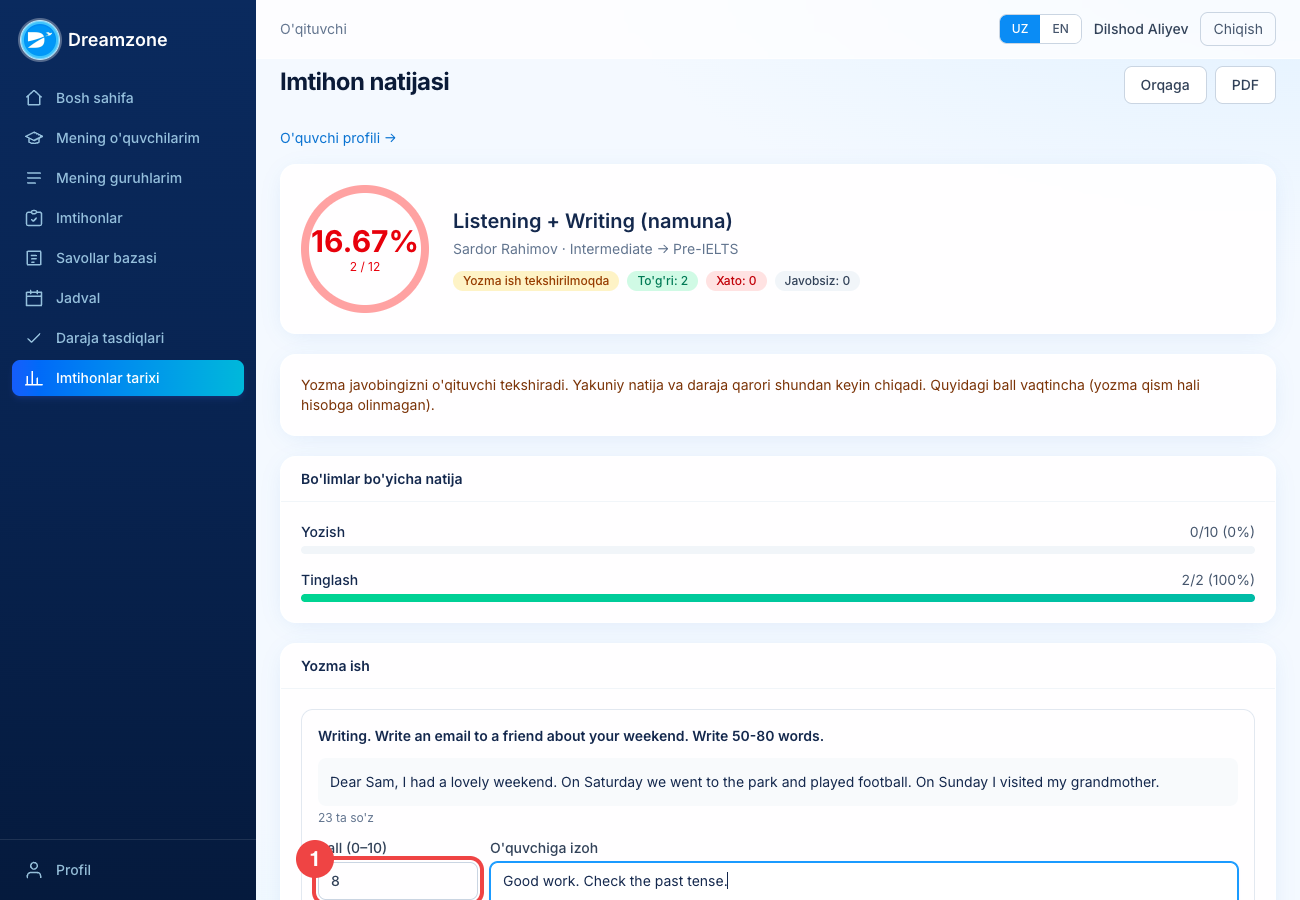 Dreamzone
Bosh sahifa
Mening o'quvchilarim
Mening guruhlarim
Imtihonlar
Savollar bazasi
Jadval
Daraja tasdiqlari
Imtihonlar tarixi
Profil
O'qituvchi
UZ
EN
Dilshod Aliyev
Chiqish
Imtihon natijasi
Orqaga
PDF
O'quvchi profili →
16.67%
2 / 12
Listening + Writing (namuna)
Sardor Rahimov · Intermediate → Pre-IELTS
Yozma ish tekshirilmoqda
To'g'ri: 2
Xato: 0
Javobsiz: 0
Yozma javobingizni o'qituvchi tekshiradi. Yakuniy natija va daraja qarori shundan keyin chiqadi. Quyidagi ball vaqtincha (yozma qism hali
hisobga olinmagan).
Bo'limlar bo'yicha natija
Yozish 0/10 (0%)
Tinglash 2/2 (100%)
Yozma ish
Writing. Write an email to a friend about your weekend. Write 50-80 words.
Dear Sam, I had a lovely weekend. On Saturday we went to the park and played football. On Sunday I visited my grandmother.
23 ta so'z
(0–10)
O'quvchiga izoh
1
8
Good work. Check the past tense.